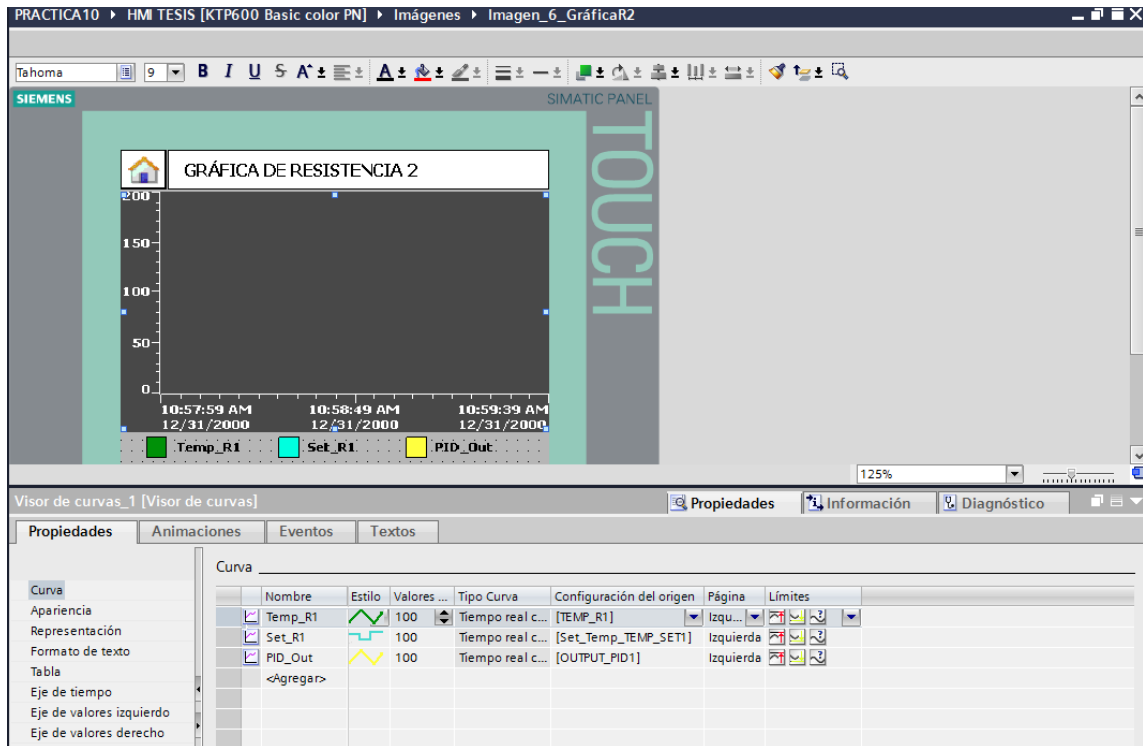 PRACTICA10 ▸ HMI TESIS [KTP600 Basic color PN] ▸ Imágenes ▸ Imagen_6_GráficaR2
Tahoma 9 B I U S A A
SIEMENS SIMATIC PANEL
TOUCH
GRÁFICA DE RESISTENCIA 2
200
150
100
50
0
10:57:59 AM 10:58:49 AM 10:59:39 AM
12/31/2000 12/31/2000 12/31/2000
Temp_R1 Set_R1 PID_Out
125%
Visor de curvas_1 [Visor de curvas] Propiedades Información Diagnóstico
Propiedades Animaciones Eventos Textos
Curva
Curva
Apariencia
Representación
Formato de texto
Tabla
Eje de tiempo
Eje de valores izquierdo
Eje de valores derecho
Nombre Estilo Valores ... Tipo Curva Configuración del origen Página Límites
Temp_R1 100 Tiempo real c... [TEMP_R1] Izqu...
Set_R1 100 Tiempo real c... [Set_Temp_TEMP_SET1] Izquierda
PID_Out 100 Tiempo real c... [OUTPUT_PID1] Izquierda
<Agregar>